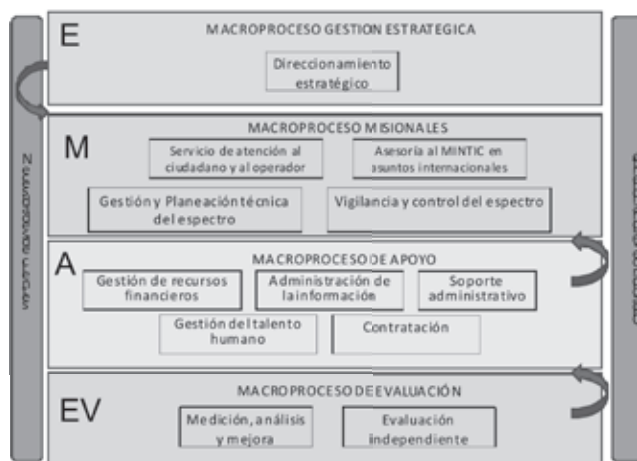 E
MACROPROCESO GESTION ESTRATEGICA
Direccionamiento
estratégico
M
MACROPROCESO MISIONALES
Servicio de atención al
ciudadano y al operador
Asesoría al MINTIC en
asuntos internacionales
Gestión y Planeación técnica
del espectro
Vigilancia y control del espectro
A
MACROPROCESO DE APOYO
Gestión de recursos
financieros
Administración de
la información
Soporte
administrativo
Gestión del talento
humano
Contratación
EV
MACROPROCESO DE EVALUACIÓN
Medición, análisis
y mejora
Evaluación
independiente